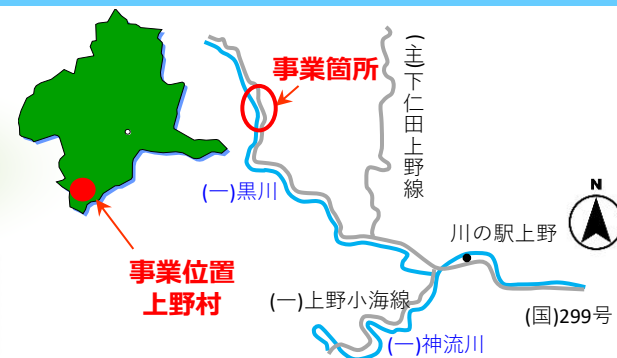 事業箇所
(主)下仁田上野線
(一)黒川
N
川の駅上野
事業位置
上野村
(一)上野小海線
(国)299号
(一)神流川